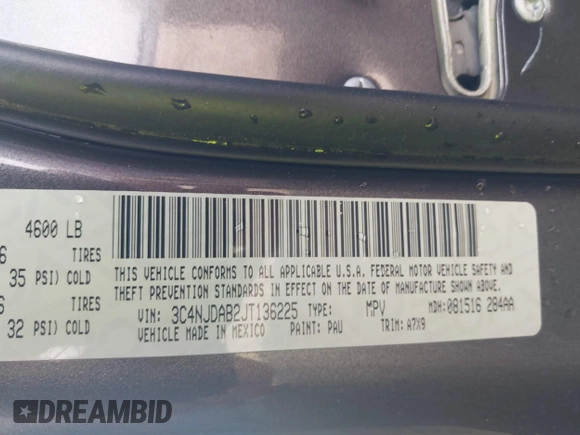 4600 LB
TIRES
35 PSI) COLD
TIRES
32 PSI) COLD
THIS VEHICLE CONFORMS TO ALL APPLICABLE U.S.A. FEDERAL MOTOR VEHICLE SAFETY AND
THEFT PREVENTION STANDARDS IN EFFECT ON THE DATE OF MANUFACTURE SHOWN ABOVE.
VIN: 3C4NJDAB2JT136225 TYPE: MPV MDH: 081516 284AA
VEHICLE MADE IN MEXICO PAINT: PAU TRIM: A7X9
DREAMBID